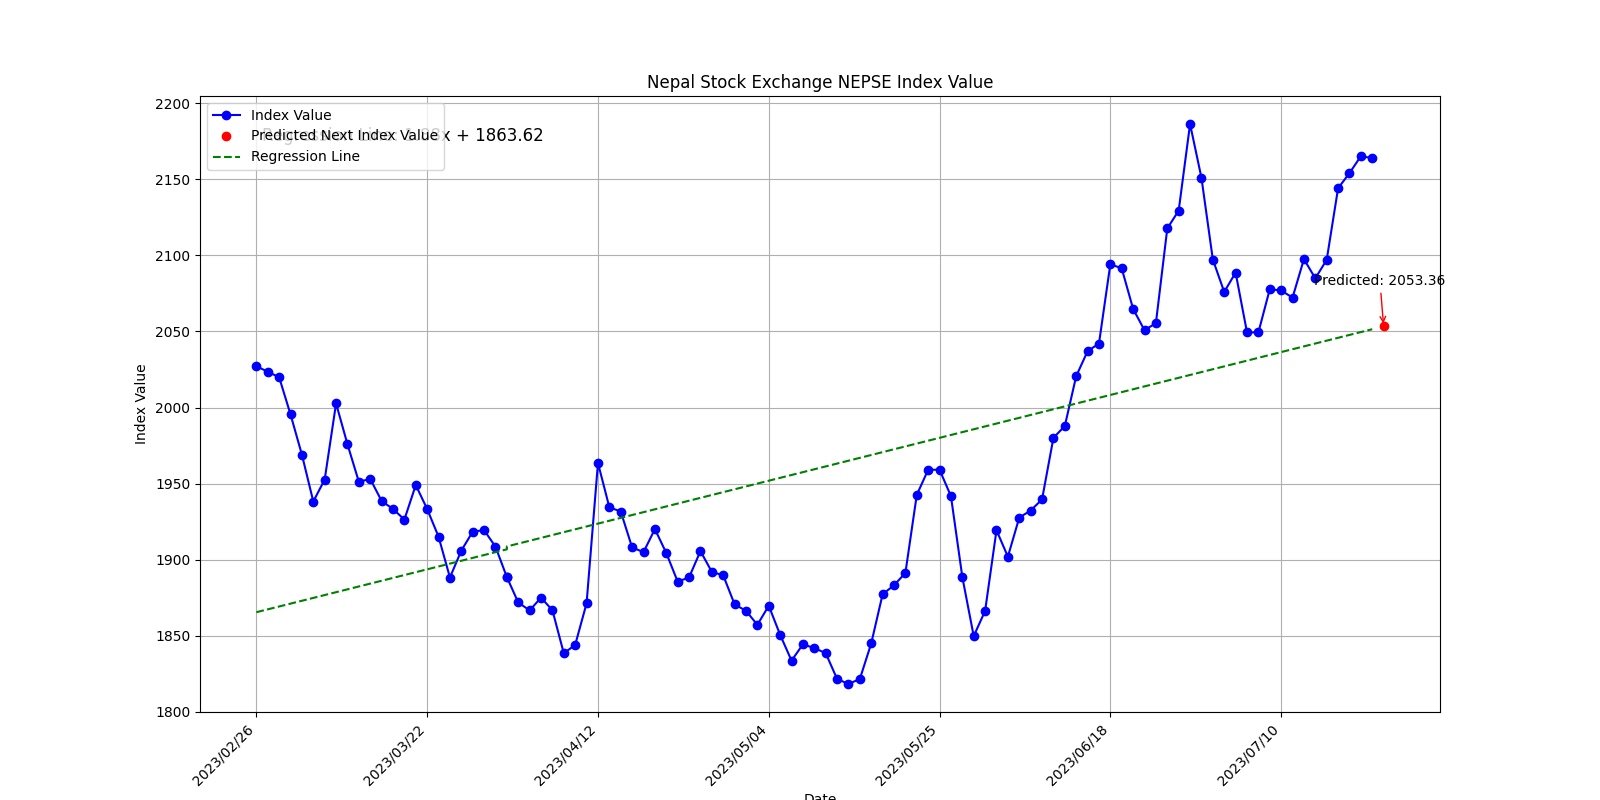 Nepal Stock Exchange NEPSE Index Value
Index Value
Predicted Next Index Value
x + 1863.62
Regression Line
2200
2150
2100
2050
2000
1950
1900
1850
1800
Index Value
Predicted: 2053.36
2023/02/26
2023/03/22
2023/04/12
2023/05/04
2023/05/25
2023/06/18
2023/07/10
Date